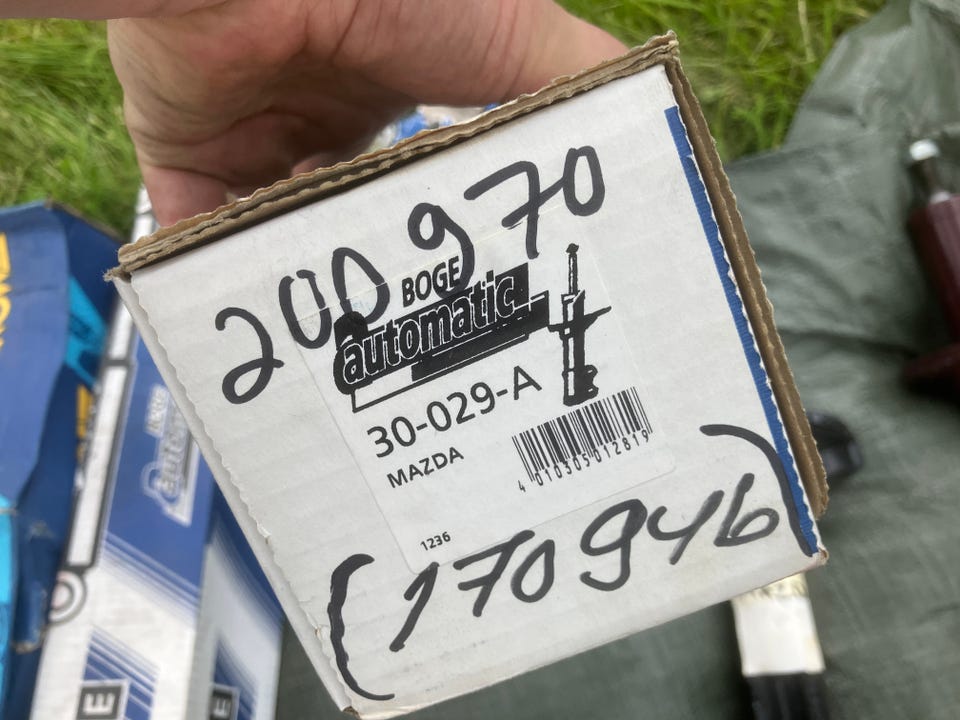 200970
BOGE
automatic
30-029-A
MAZDA
4 010305 012819
1236
(170946)